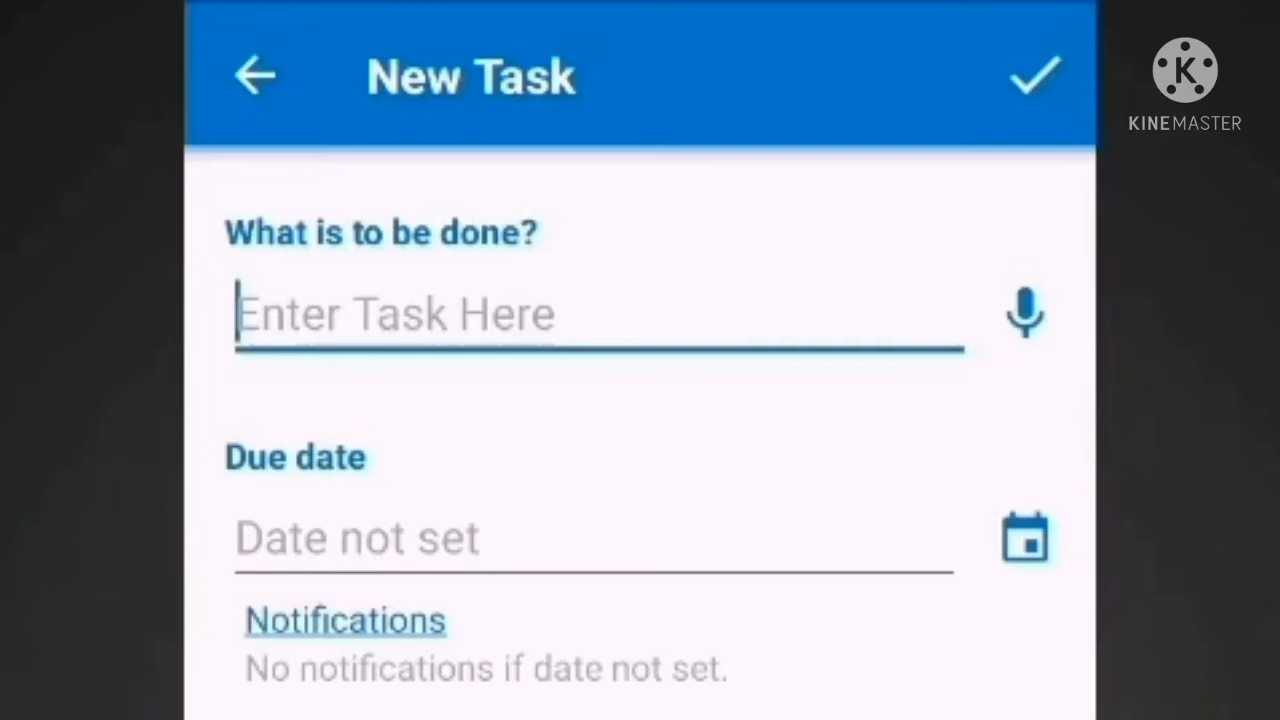 New Task
KINEMASTER
What is to be done?
Enter Task Here
Due date
Date not set
Notifications
No notifications if date not set.